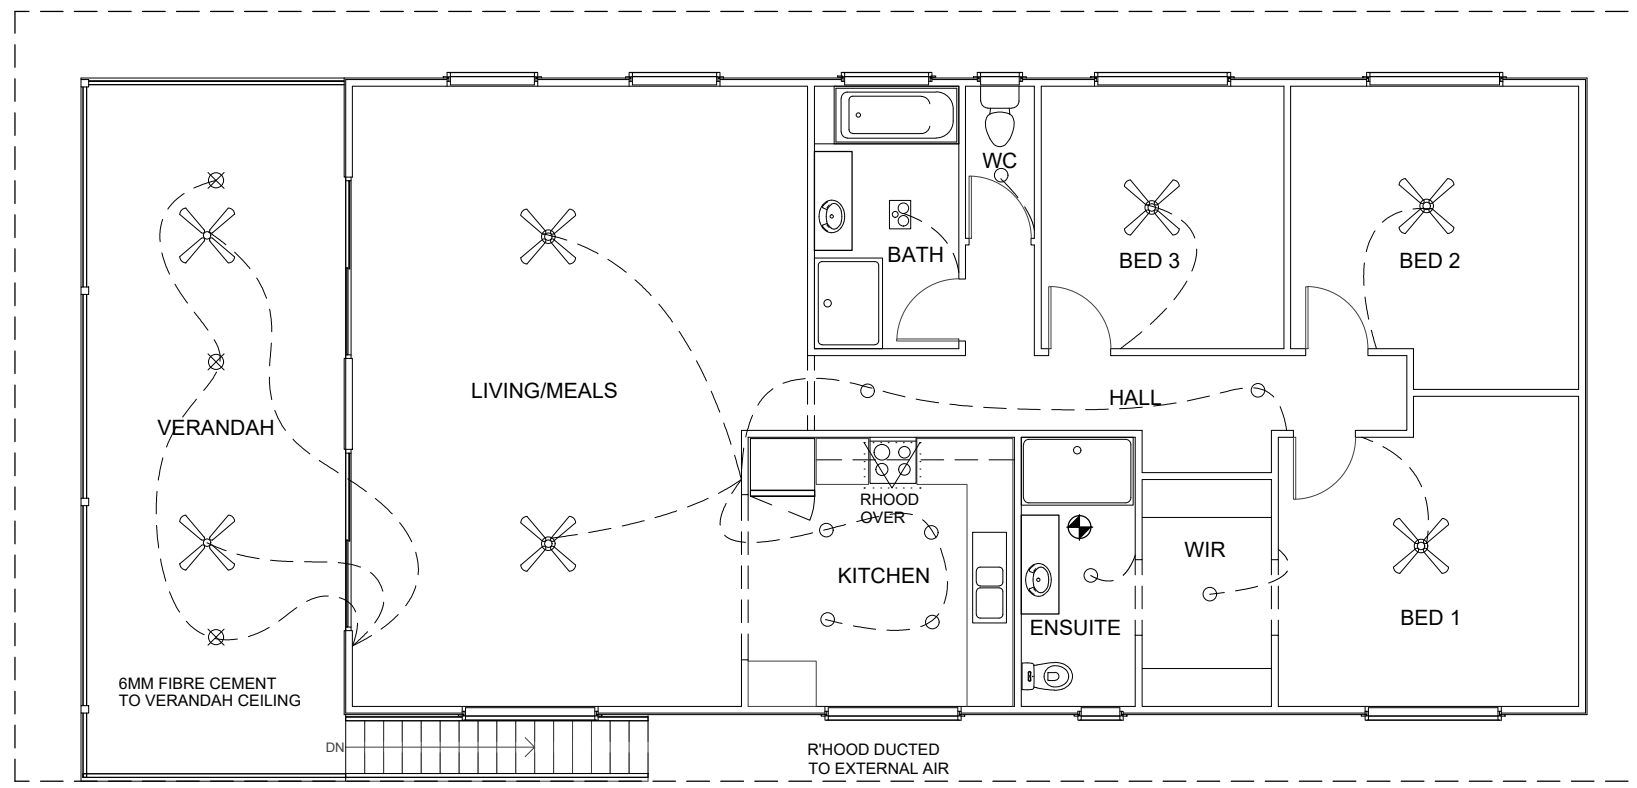 WC
BATH
BED 3
BED 2
LIVING/MEALS
HALL
VERANDAH
RHOOD
OVER
WIR
KITCHEN
BED 1
ENSUITE
6MM FIBRE CEMENT
TO VERANDAH CEILING
DN
R'HOOD DUCTED
TO EXTERNAL AIR